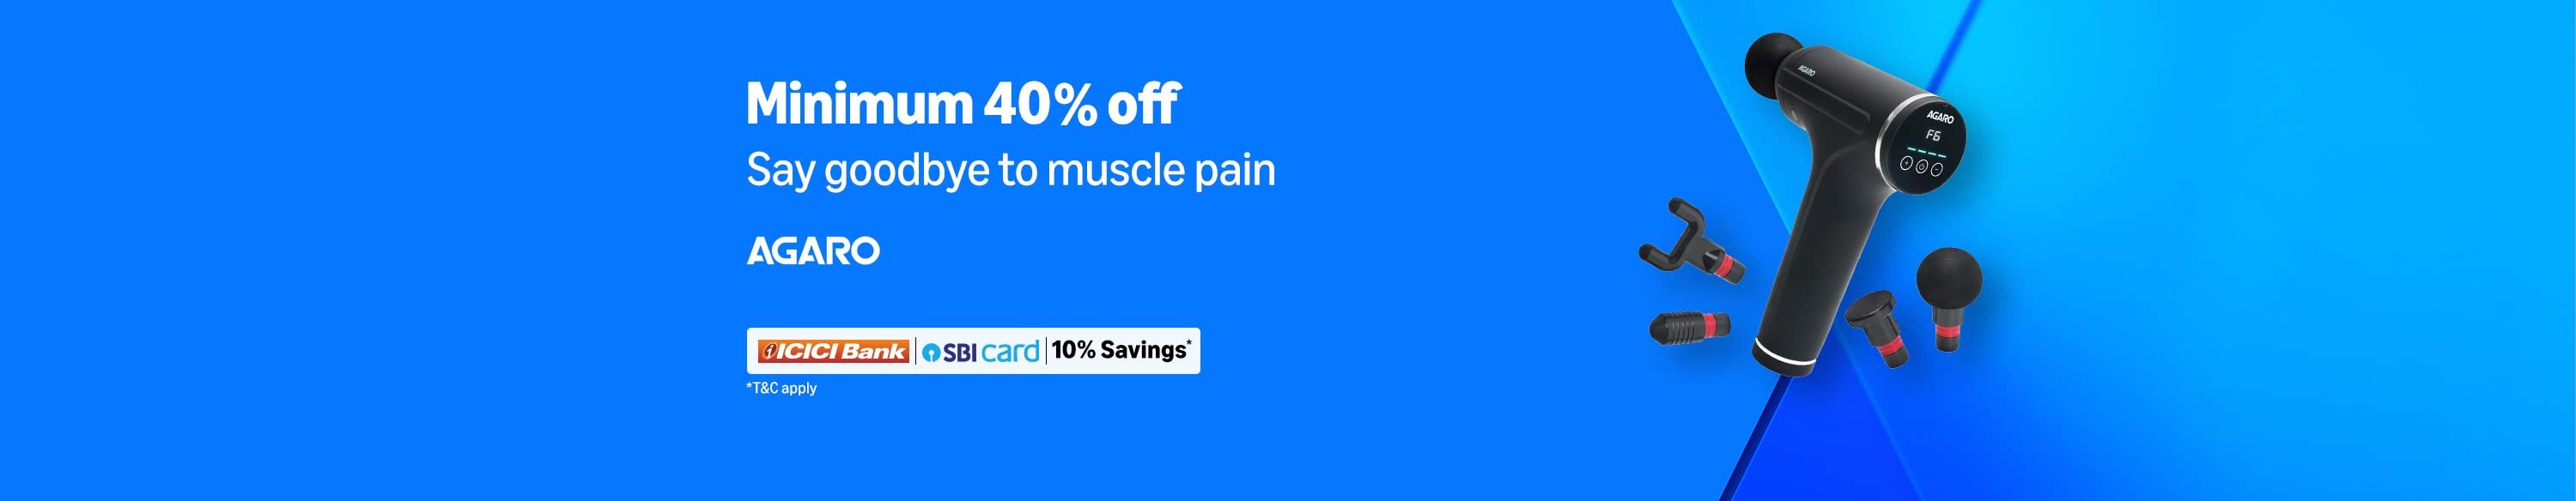 Minimum 40% off
Say goodbye to muscle pain
AGARO
ICICI Bank SBI card 10% Savings*
*T&C apply
AGARO
AGARO
F6